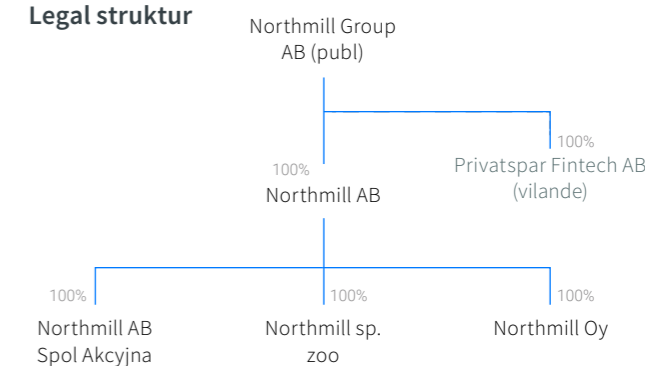 Legal struktur
Northmill Group
AB (publ)
100%
Privatspar Fintech AB
(vilande)
100%
Northmill AB
100%
100%
100%
Northmill AB
Spol Akcyjna
Northmill sp.
zoo
Northmill Oy